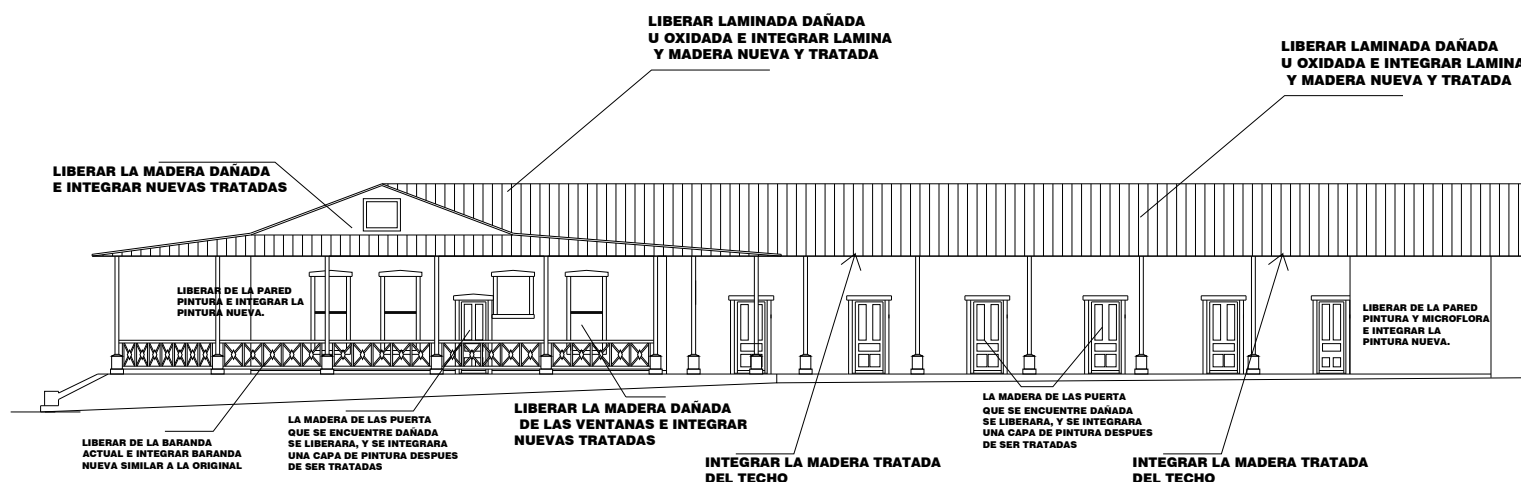 LIBERAR LAMINADA DAÑADA
U OXIDADA E INTEGRAR LAMINA
Y MADERA NUEVA Y TRATADA
LIBERAR LAMINADA DAÑADA
U OXIDADA E INTEGRAR LAMINA
Y MADERA NUEVA Y TRATADA
LIBERAR LA MADERA DAÑADA
E INTEGRAR NUEVAS TRATADAS
LIBERAR DE LA PARED
PINTURA E INTEGRAR LA
PINTURA NUEVA.
LIBERAR DE LA PARED
PINTURA Y MICROFLORA
E INTEGRAR LA
PINTURA NUEVA.
LIBERAR DE LA BARANDA
ACTUAL E INTEGRAR BARANDA
NUEVA SIMILAR A LA ORIGINAL
LA MADERA DE LAS PUERTA
QUE SE ENCUENTRE DAÑADA
SE LIBERARA, Y SE INTEGRARA
UNA CAPA DE PINTURA DESPUES
DE SER TRATADAS
LIBERAR LA MADERA DAÑADA
DE LAS VENTANAS E INTEGRAR
NUEVAS TRATADAS
INTEGRAR LA MADERA TRATADA
DEL TECHO
LA MADERA DE LAS PUERTA
QUE SE ENCUENTRE DAÑADA
SE LIBERARA, Y SE INTEGRARA
UNA CAPA DE PINTURA DESPUES
DE SER TRATADAS
INTEGRAR LA MADERA TRATADA
DEL TECHO